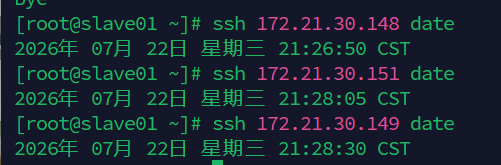 Bye
[root@slave01 ~]# ssh 172.21.30.148 date
2026年 07月 22日 星期三 21:26:50 CST
[root@slave01 ~]# ssh 172.21.30.151 date
2026年 07月 22日 星期三 21:28:05 CST
[root@slave01 ~]# ssh 172.21.30.149 date
2026年 07月 22日 星期三 21:28:30 CST